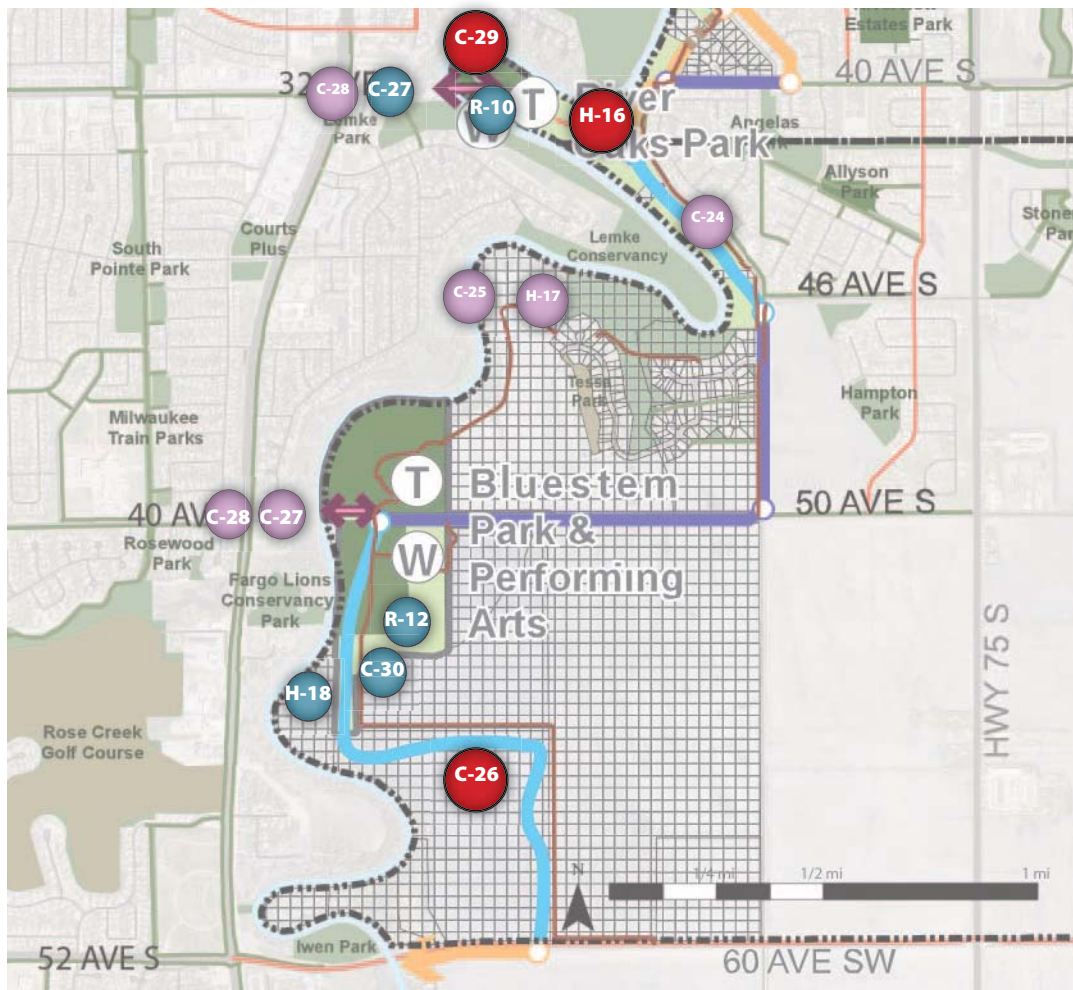 C-29
Estates Park
32
C-28
C-27
R-10
T
River
H-16
40 AVE S
Lemke
Park
W
Oaks Park
Angelas
Allyson
Park
C-24
Courts
Plus
South
Pointe Park
Lemke
Conservancy
C-25
H-17
46 AVE S
Tessa
Park
Hampton
Park
Milwaukee
Train Parks
T
Bluestem
Park &
Performing
Arts
50 AVE S
40 AV
C-28
C-27
Rosewood
Park
W
Fargo Lions
Conservancy
Park
R-12
C-30
H-18
HWY 75 S
Rose Creek
Golf Course
C-26
N
1/4 mi
1/2 mi
1 mi
Iwen Park
52 AVE S
60 AVE SW